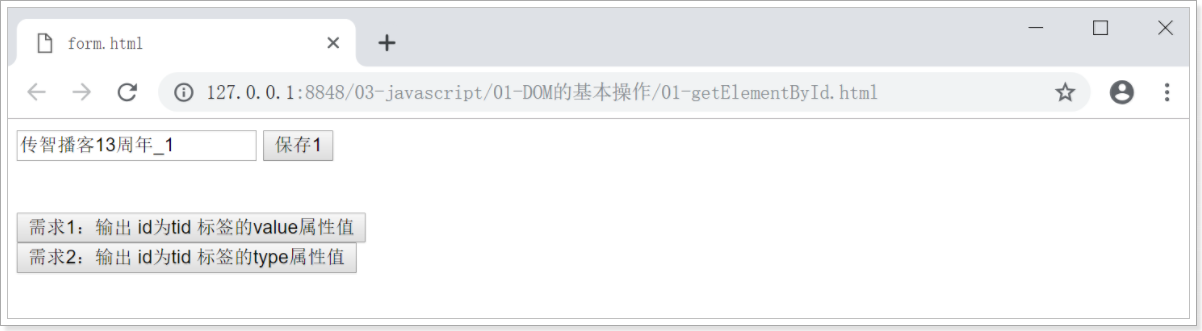 form.html
127.0.0.1:8848/03-javascript/01-DOM的基本操作/01-getElementById.html
传智播客13周年_1 保存1
需求1：输出 id为tid 标签的value属性值
需求2：输出 id为tid 标签的type属性值